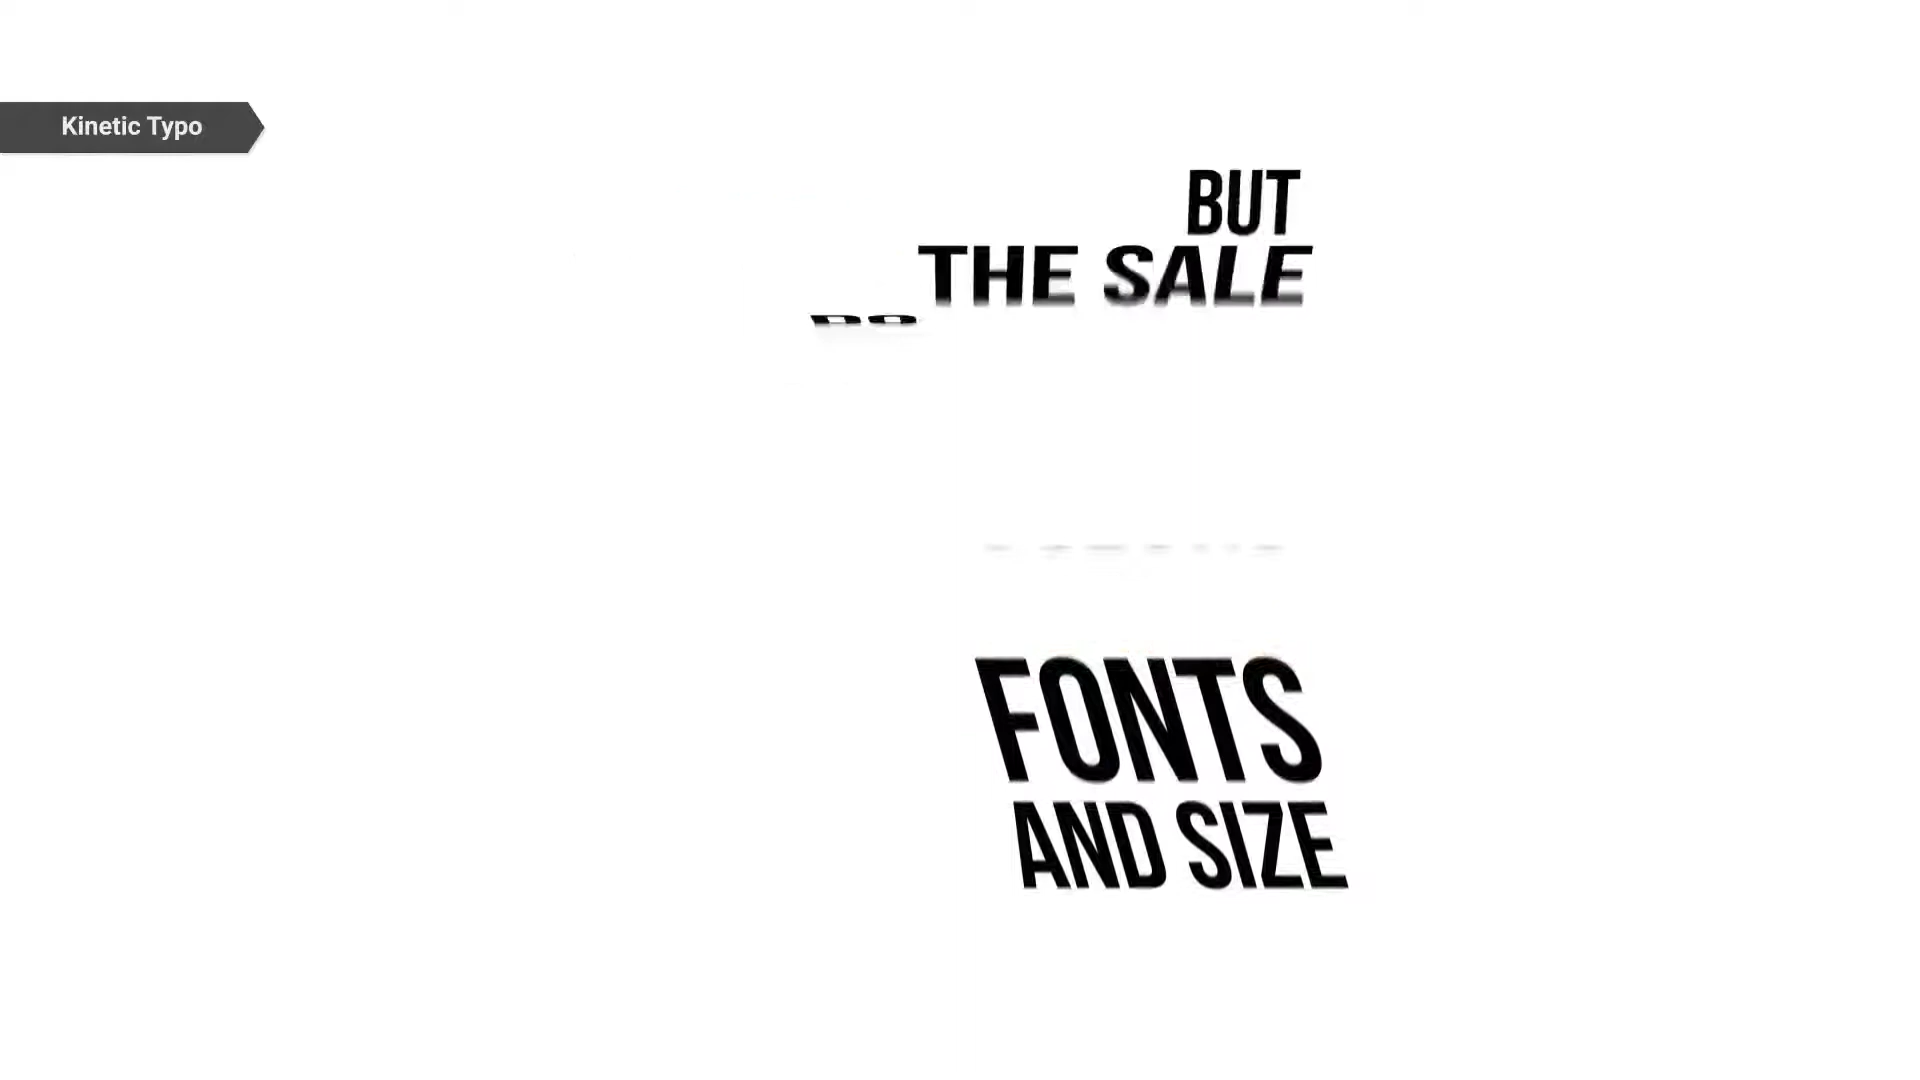 Kinetic Typo
BUT
THE SALE
FONTS
AND SIZE